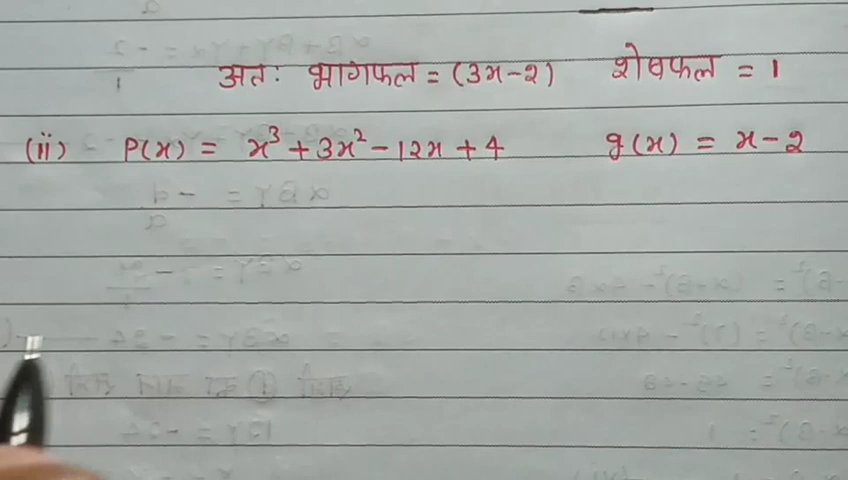 अतः भागफल = (3x-2) शेषफल = 1
(ii) P(x) = x³ + 3x² - 12x + 4 g(x) = x - 2